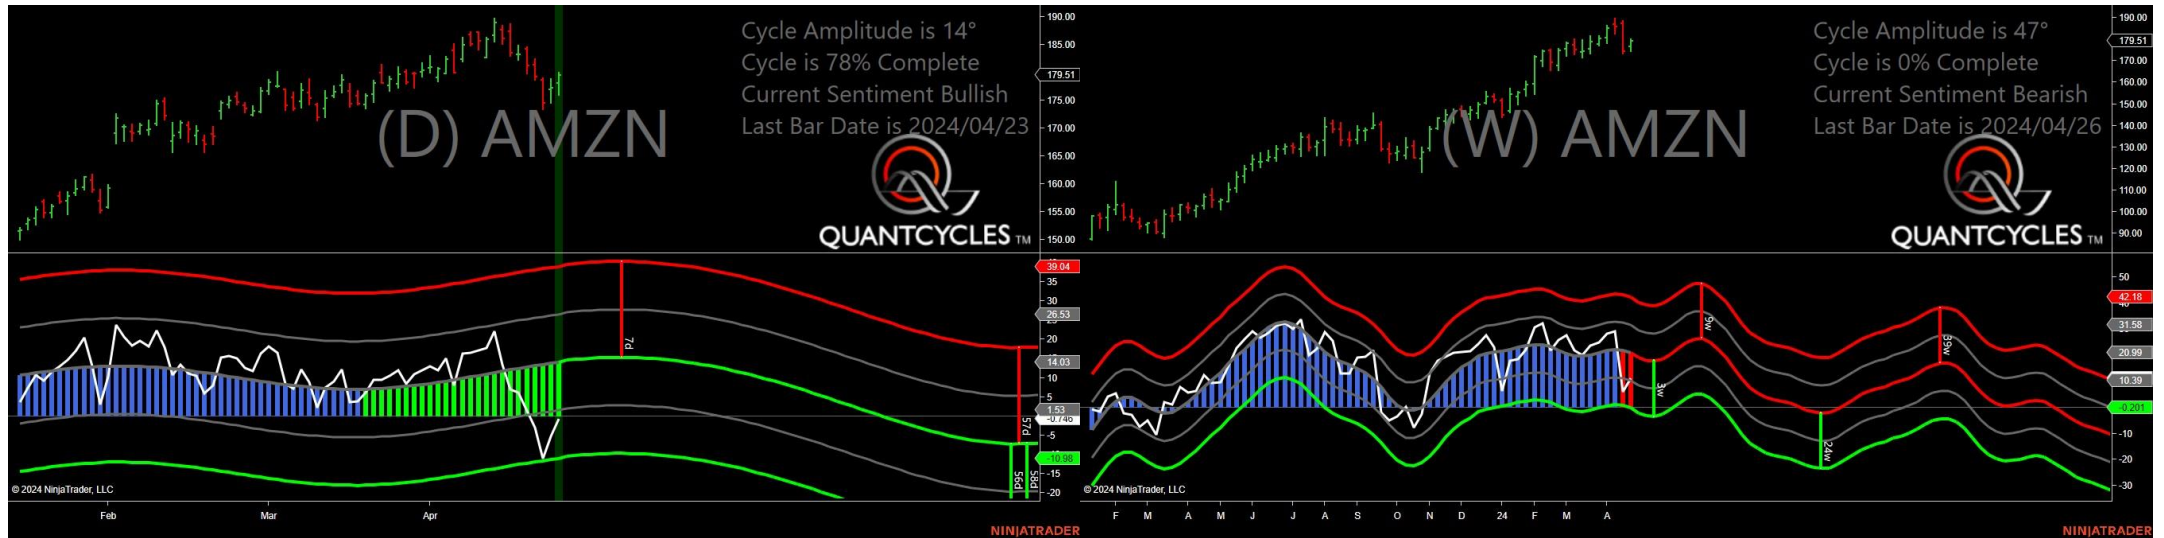 Cycle Amplitude is 14°
Cycle is 78% Complete
Current Sentiment Bullish
Last Bar Date is 2024/04/23
(D) AMZN
QUANTCYCLES TM
190.00
185.00
179.51
175.00
170.00
165.00
160.00
155.00
150.00
39.04
35
30
26.53
20
14.03
10
5
1.53
-0.746
-5
-10.98
-15
-20
7d
57d
56d
58d
© 2024 NinjaTrader, LLC
Feb
Mar
Apr
NINJATRADER
Cycle Amplitude is 47°
Cycle is 0% Complete
Current Sentiment Bearish
Last Bar Date is 2024/04/26
(W) AMZN
QUANTCYCLES TM
190.00
179.51
170.00
160.00
150.00
140.00
130.00
120.00
110.00
100.00
90.00
50
42.18
31.58
20.99
10.39
-0.201
-10
-20
-30
9w
3w
24w
89w
© 2024 NinjaTrader, LLC
F
M
A
M
J
J
A
S
O
N
D
24
F
M
A
NINJATRADER